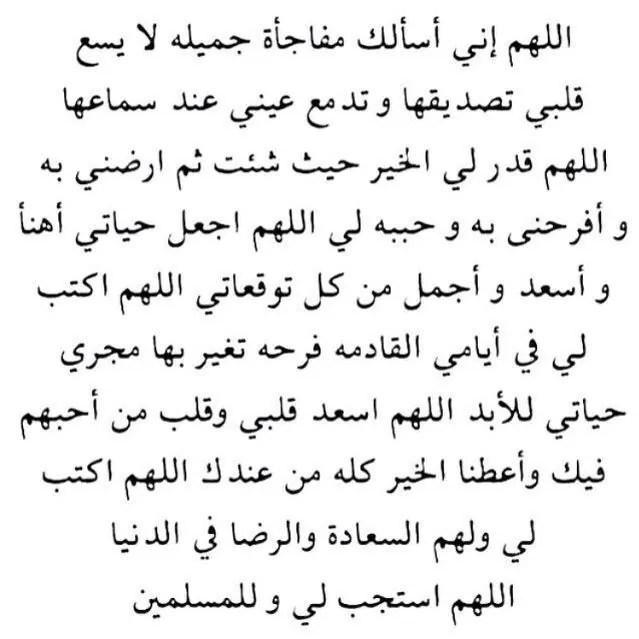 اللهم إني أسألك مفاجأة جميله لا يسع
قلبي تصديقها و تدمع عيني عند سماعها
اللهم قدر لي الخير حيث شئت ثم ارضني به
و أفرحنى به و حببه لي اللهم اجعل حياتي أهنأ
و أسعد و أجمل من كل توقعاتي اللهم اكتب
لي في أيامي القادمه فرحه تغير بها مجري
حياتي للأبد اللهم اسعد قلبي وقلب من أحبهم
فيك وأعطنا الخير كله من عندك اللهم اكتب
لي ولهم السعادة والرضا في الدنيا
اللهم استجب لي و للمسلمين